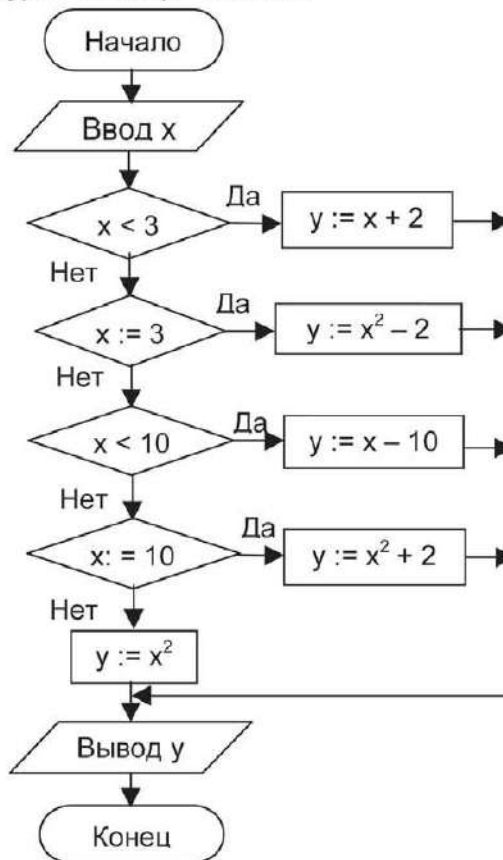 Начало
Ввод x
x < 3
Да
y := x + 2
Нет
x := 3
Да
y := x² – 2
Нет
x < 10
Да
y := x – 10
Нет
x: = 10
Да
y := x² + 2
Нет
y := x²
Вывод y
Конец